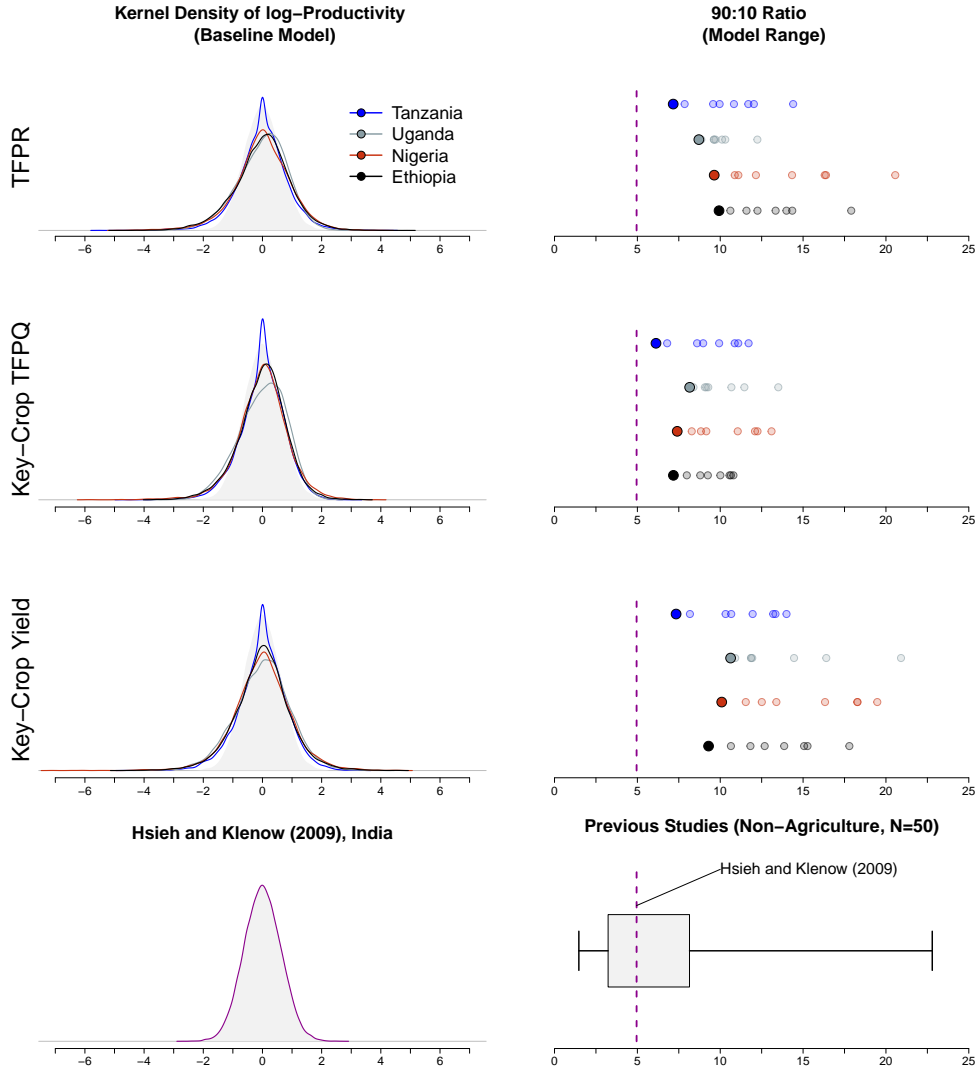 Kernel Density of log−Productivity
(Baseline Model)
90:10 Ratio
(Model Range)
TFPR
Tanzania
Uganda
Nigeria
Ethiopia
−6 −4 −2 0 2 4 6
0 5 10 15 20 25
Key−Crop TFPQ
−6 −4 −2 0 2 4 6
0 5 10 15 20 25
Key−Crop Yield
−6 −4 −2 0 2 4 6
0 5 10 15 20 25
Hsieh and Klenow (2009), India
Previous Studies (Non−Agriculture, N=50)
Hsieh and Klenow (2009)
−6 −4 −2 0 2 4 6
0 5 10 15 20 25